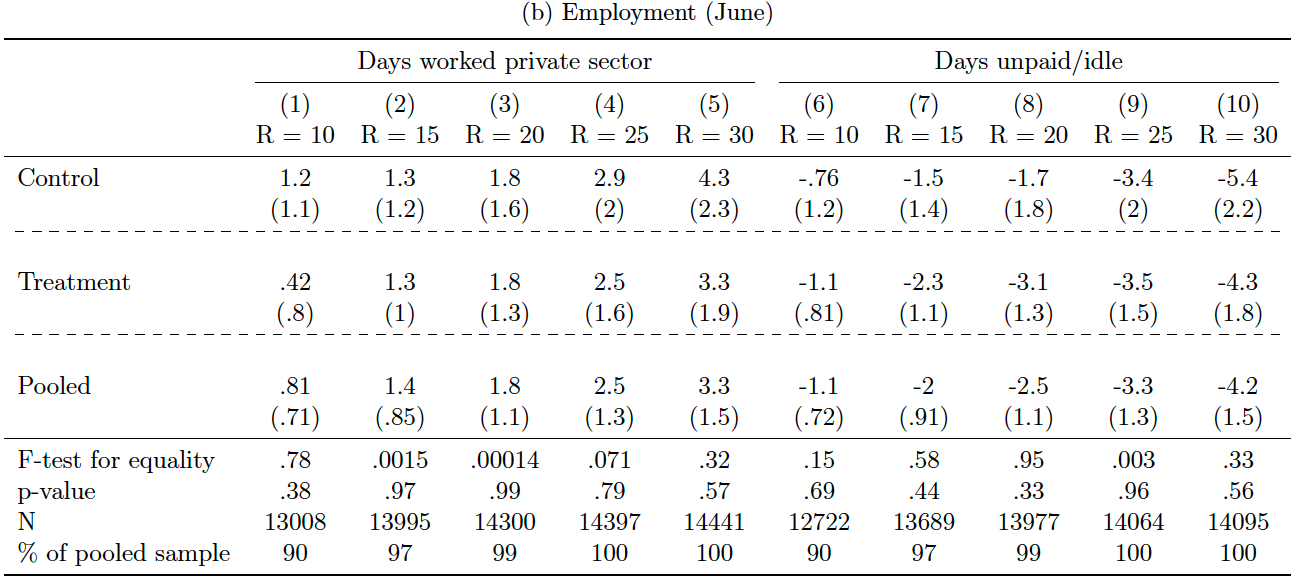 (b) Employment (June)
Days worked private sector Days unpaid/idle
(1) (2) (3) (4) (5) (6) (7) (8) (9) (10)
R = 10 R = 15 R = 20 R = 25 R = 30 R = 10 R = 15 R = 20 R = 25 R = 30
Control 1.2 1.3 1.8 2.9 4.3 -.76 -1.5 -1.7 -3.4 -5.4
(1.1) (1.2) (1.6) (2) (2.3) (1.2) (1.4) (1.8) (2) (2.2)
Treatment .42 1.3 1.8 2.5 3.3 -1.1 -2.3 -3.1 -3.5 -4.3
(.8) (1) (1.3) (1.6) (1.9) (.81) (1.1) (1.3) (1.5) (1.8)
Pooled .81 1.4 1.8 2.5 3.3 -1.1 -2 -2.5 -3.3 -4.2
(.71) (.85) (1.1) (1.3) (1.5) (.72) (.91) (1.1) (1.3) (1.5)
F-test for equality .78 .0015 .00014 .071 .32 .15 .58 .95 .003 .33
p-value .38 .97 .99 .79 .57 .69 .44 .33 .96 .56
N 13008 13995 14300 14397 14441 12722 13689 13977 14064 14095
% of pooled sample 90 97 99 100 100 90 97 99 100 100